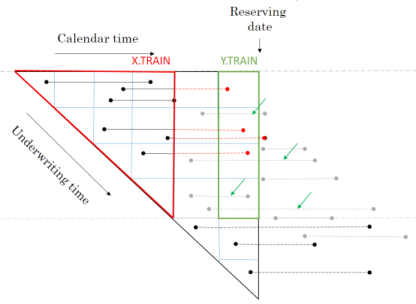 Reserving
date
Calendar time
X.TRAIN
Y.TRAIN
Underwriting time